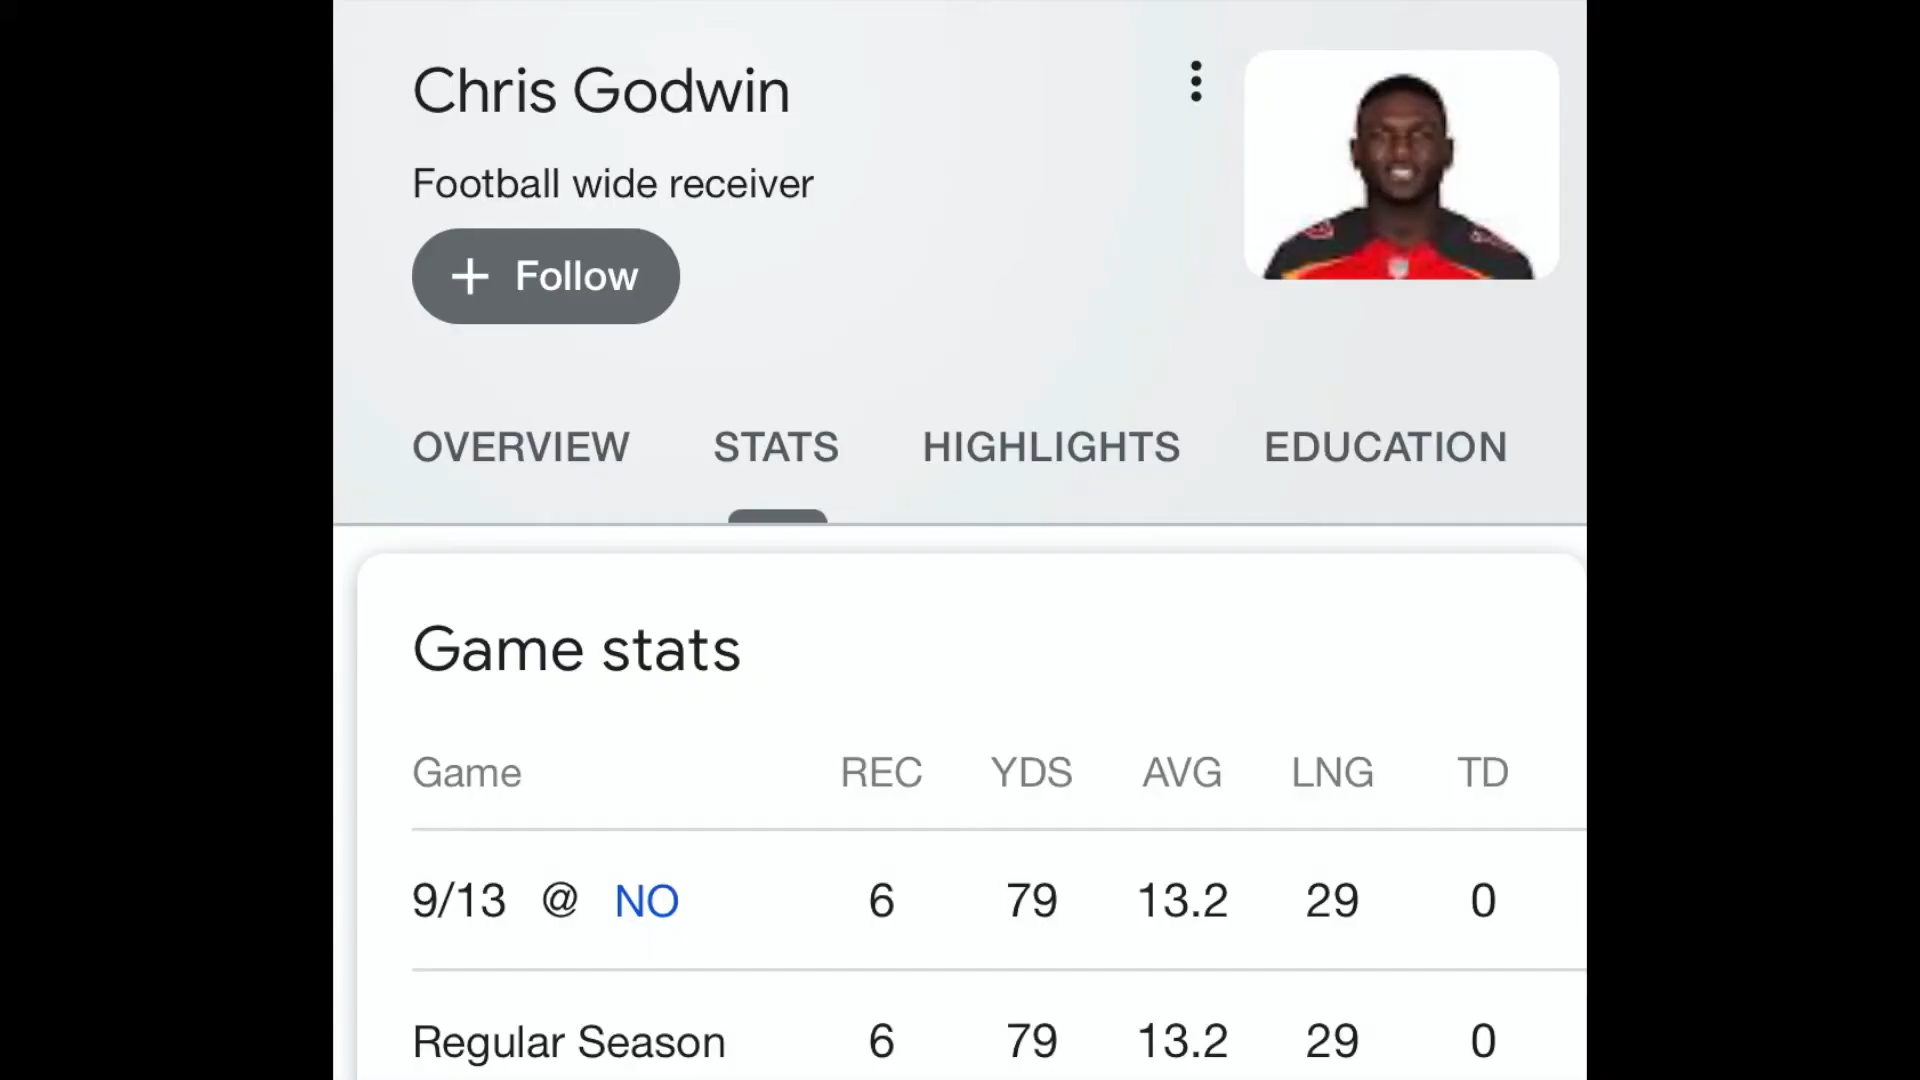 Chris Godwin
Football wide receiver
+ Follow
OVERVIEW STATS HIGHLIGHTS EDUCATION
Game stats
Game REC YDS AVG LNG TD
9/13 @ NO 6 79 13.2 29 0
Regular Season 6 79 13.2 29 0